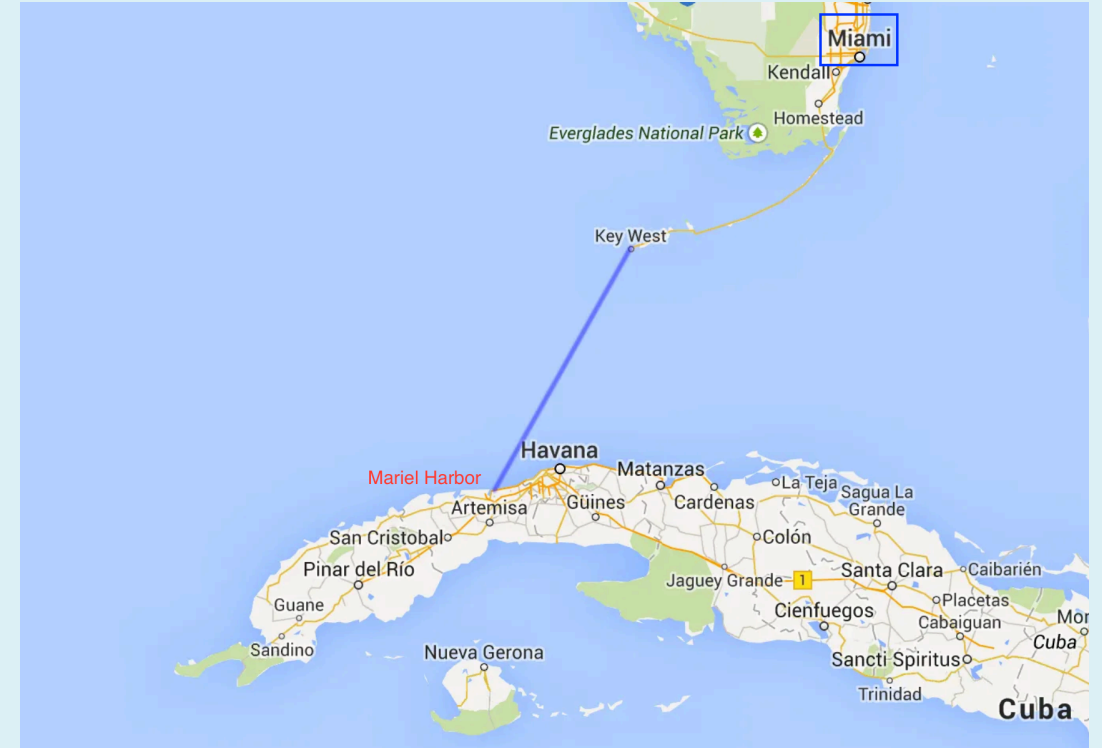 Miami
Kendall
Homestead
Everglades National Park
Key West
Havana
Mariel Harbor
Matanzas
La Teja
Sagua La
Grande
Cardenas
Güines
Artemisa
San Cristobal
Colón
Pinar del Río
Jaguey Grande
1
Santa Clara
Caibarién
Guane
Cienfuegos
Placetas
Cabaiguan
Mor
Cuba
Sandino
Nueva Gerona
Sancti Spiritus
Trinidad
Cuba